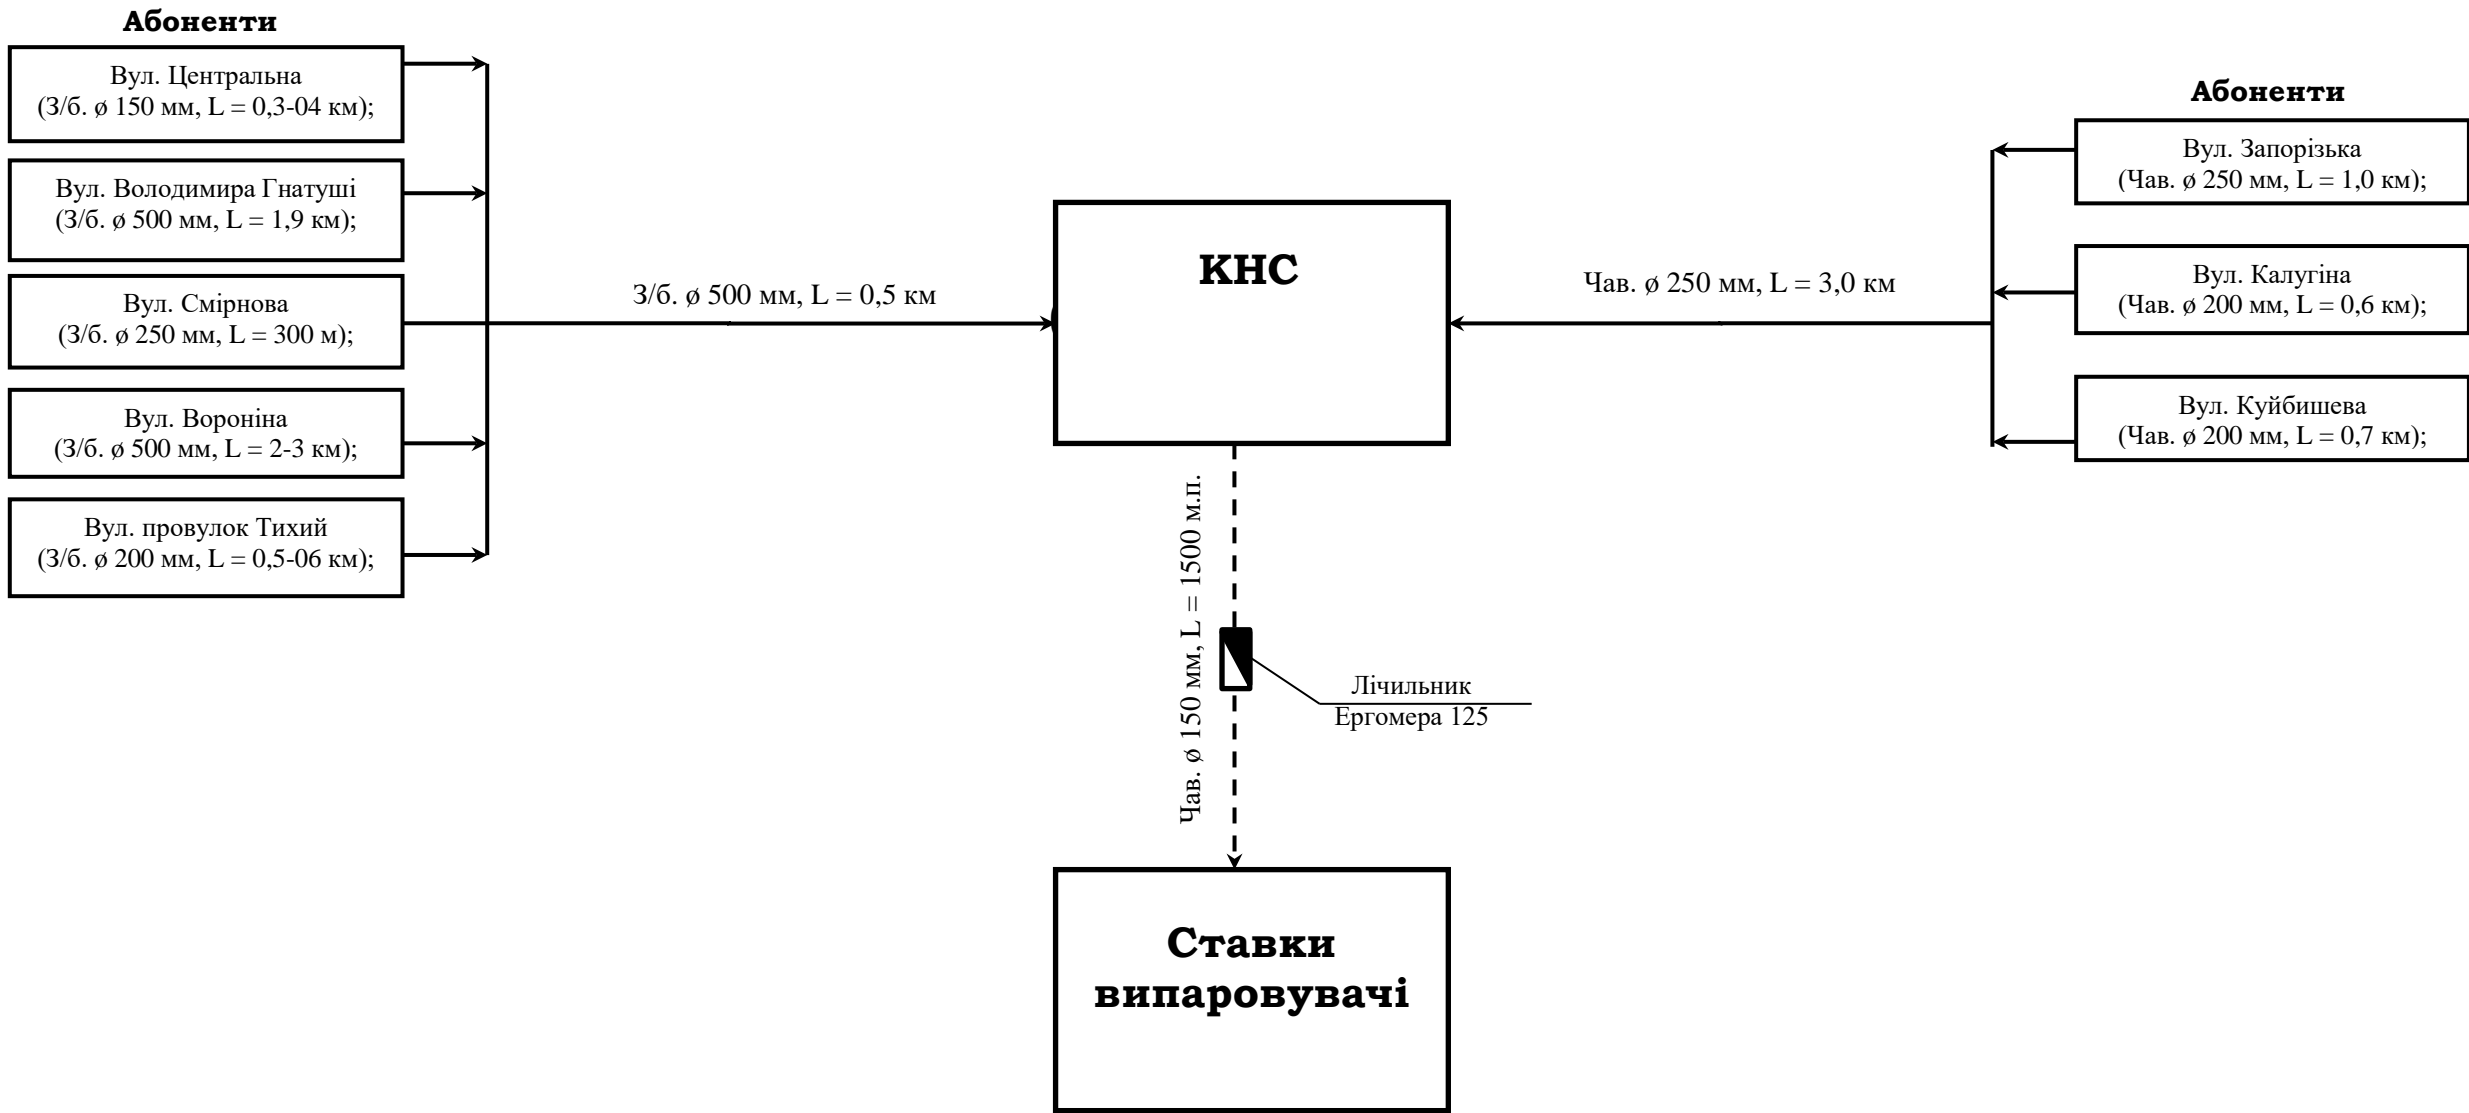 Абоненти
Вул. Центральна
(З/б. ø 150 мм, L = 0,3-04 км);
Вул. Володимира Гнатуші
(З/б. ø 500 мм, L = 1,9 км);
Вул. Смірнова
(З/б. ø 250 мм, L = 300 м);
Вул. Вороніна
(З/б. ø 500 мм, L = 2-3 км);
Вул. провулок Тихий
(З/б. ø 200 мм, L = 0,5-06 км);
З/б. ø 500 мм, L = 0,5 км
КНС
Чав. ø 250 мм, L = 3,0 км
Абоненти
Вул. Запорізька
(Чав. ø 250 мм, L = 1,0 км);
Вул. Калугіна
(Чав. ø 200 мм, L = 0,6 км);
Вул. Куйбишева
(Чав. ø 200 мм, L = 0,7 км);
Чав. ø 150 мм, L = 1500 м.п.
Лічильник
Ергомера 125
Ставки
випаровувачі